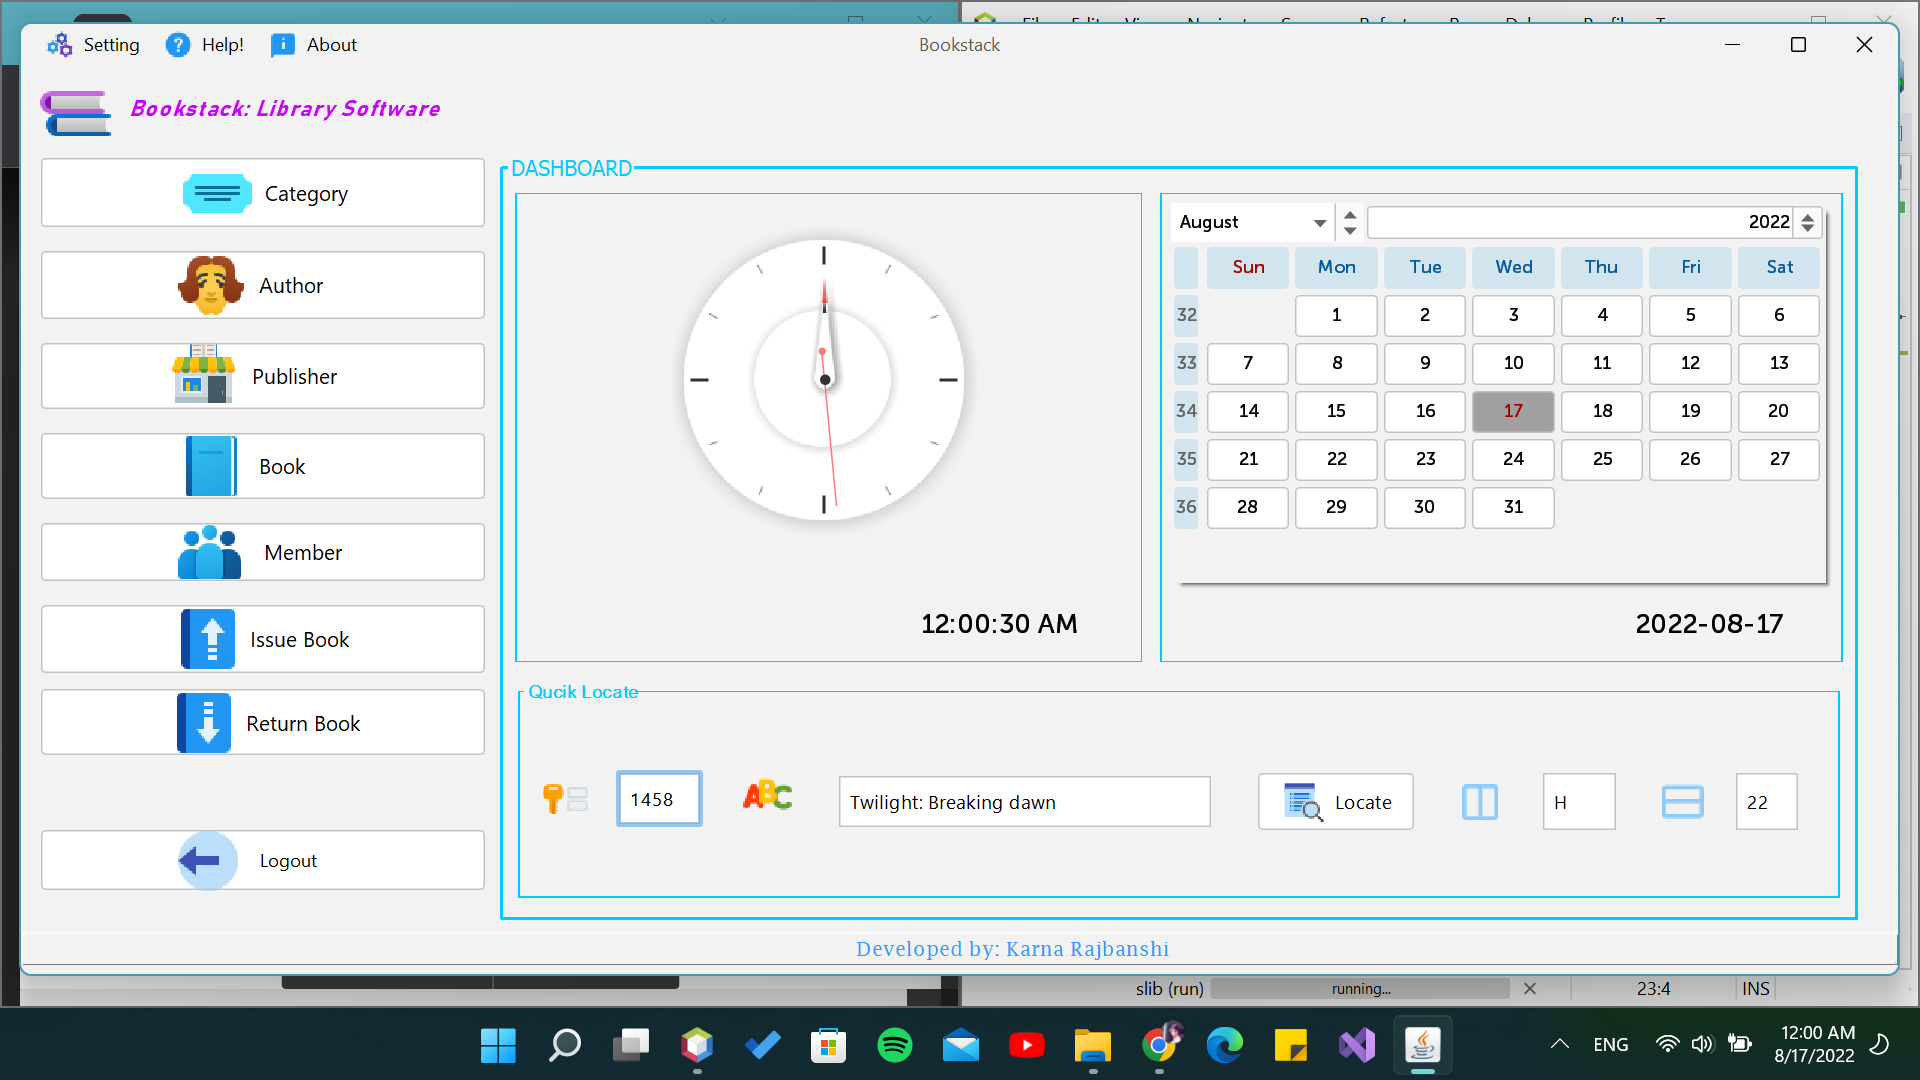 Setting Help! About Bookstack
Bookstack: Library Software
Category
Author
Publisher
Book
Member
Issue Book
Return Book
Logout
DASHBOARD
12:00:30 AM
August 2022
Sun Mon Tue Wed Thu Fri Sat
32 1 2 3 4 5 6
33 7 8 9 10 11 12 13
34 14 15 16 17 18 19 20
35 21 22 23 24 25 26 27
36 28 29 30 31
2022-08-17
Qucik Locate
1458 ABC Twilight: Breaking dawn Locate H 22
Developed by: Karna Rajbanshi
slib (run) running... 23:4 INS
ENG 12:00 AM
8/17/2022